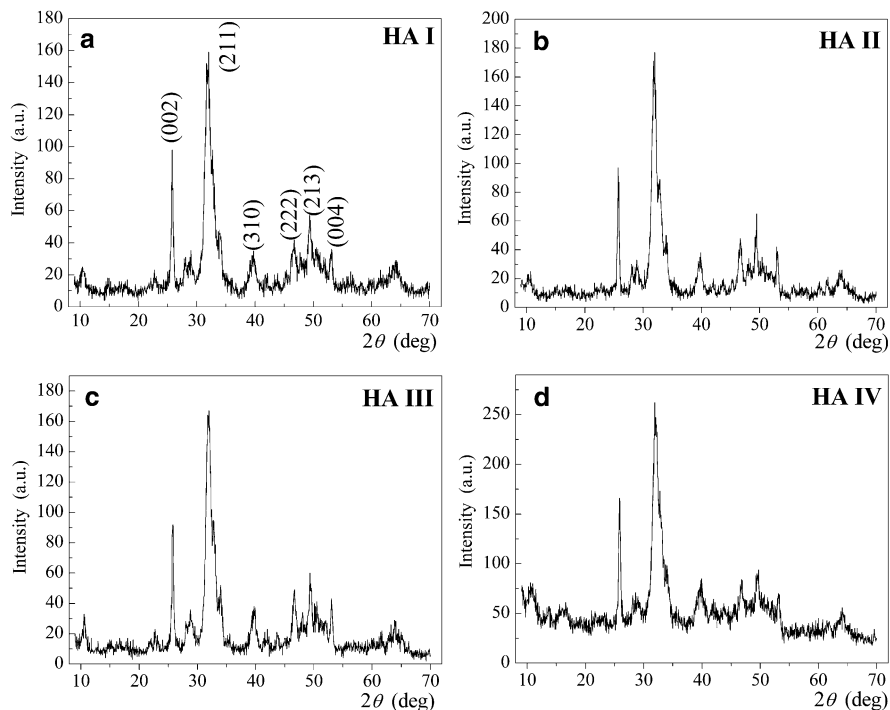 a
HA I
(002)
(211)
(310)
(222)
(213)
(004)
Intensity (a.u.)
180
160
140
120
100
80
60
40
20
0
10 20 30 40 50 60 70
2θ (deg)
b
HA II
Intensity (a.u.)
200
180
160
140
120
100
80
60
40
20
0
10 20 30 40 50 60 70
2θ (deg)
c
HA III
Intensity (a.u.)
180
160
140
120
100
80
60
40
20
0
10 20 30 40 50 60 70
2θ (deg)
d
HA IV
Intensity (a.u.)
250
200
150
100
50
0
10 20 30 40 50 60 70
2θ (deg)